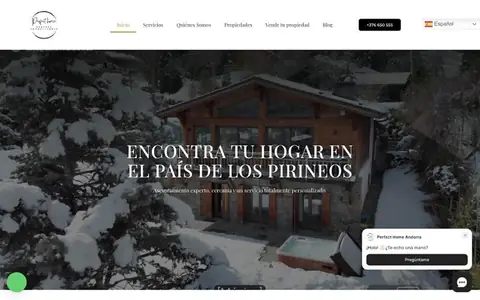 Inicio
Servicios
Quiénes Somos
Propiedades
Vende tu propiedad
Blog
+376 650 555
Español
ENCONTRA TU HOGAR EN
EL PAÍS DE LOS PIRINEOS
Asesoramiento experto, cercanía y un servicio totalmente personalizado
Perfect Home Andorra
¡Hola! ¿Te echo una mano?
Pregúntame